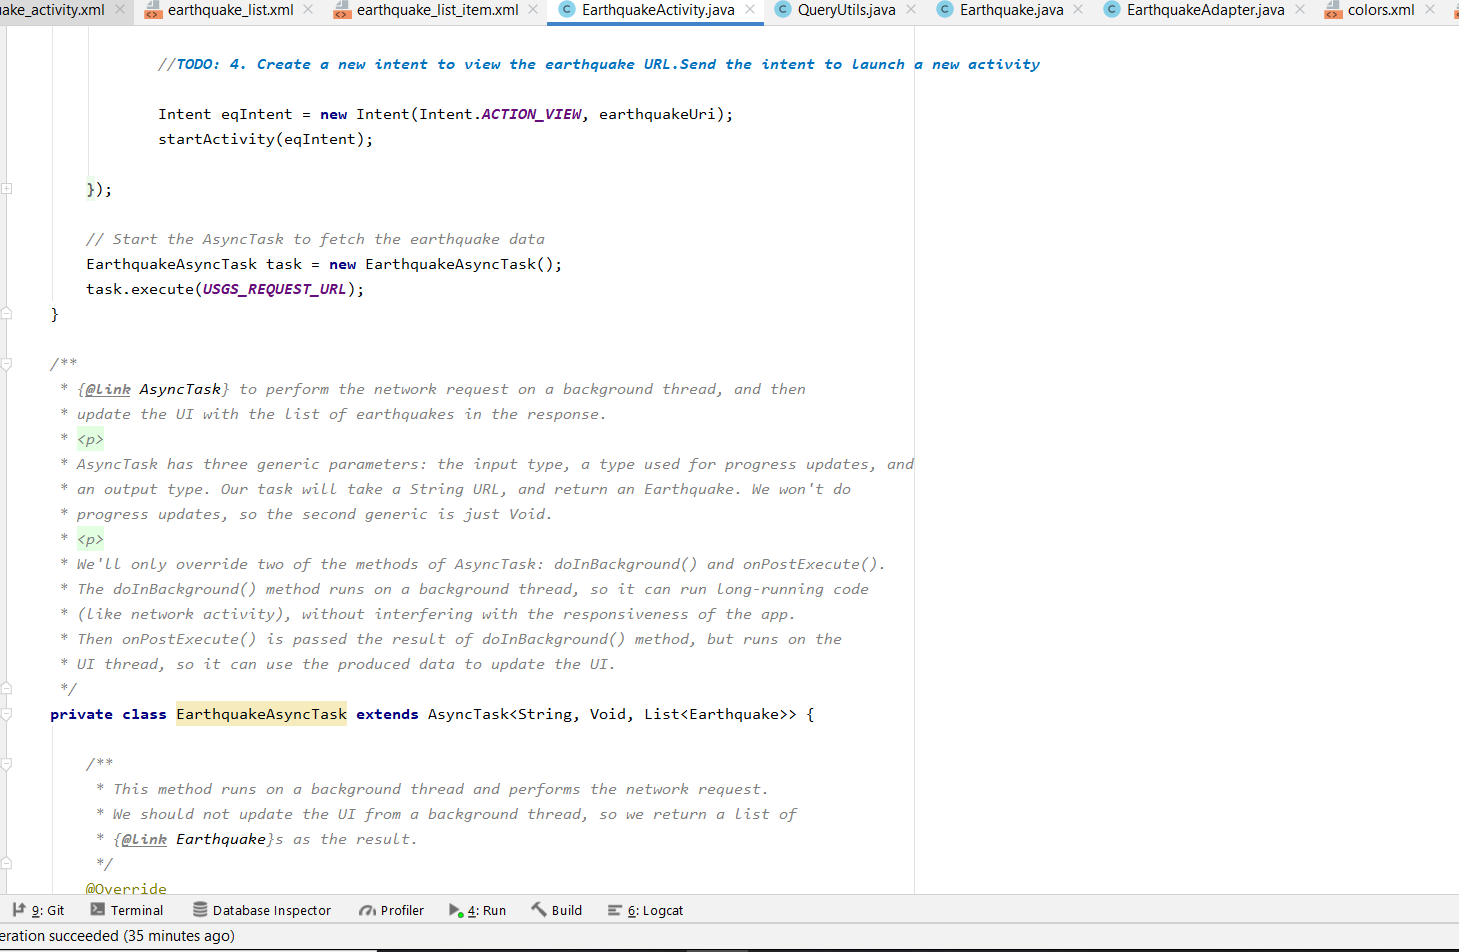 uake_activity.xml earthquake_list.xml earthquake_list_item.xml EarthquakeActivity.java QueryUtils.java Earthquake.java EarthquakeAdapter.java colors.xml
//TODO: 4. Create a new intent to view the earthquake URL.Send the intent to launch a new activity
Intent eqIntent = new Intent(Intent.ACTION_VIEW, earthquakeUri);
startActivity(eqIntent);
});
// Start the AsyncTask to fetch the earthquake data
EarthquakeAsyncTask task = new EarthquakeAsyncTask();
task.execute(USGS_REQUEST_URL);
}
/**
* {@link AsyncTask} to perform the network request on a background thread, and then
* update the UI with the list of earthquakes in the response.
* <p>
* AsyncTask has three generic parameters: the input type, a type used for progress updates, and
* an output type. Our task will take a String URL, and return an Earthquake. We won't do
* progress updates, so the second generic is just Void.
* <p>
* We'll only override two of the methods of AsyncTask: doInBackground() and onPostExecute().
* The doInBackground() method runs on a background thread, so it can run long-running code
* (like network activity), without interfering with the responsiveness of the app.
* Then onPostExecute() is passed the result of doInBackground() method, but runs on the
* UI thread, so it can use the produced data to update the UI.
*/
private class EarthquakeAsyncTask extends AsyncTask<String, Void, List<Earthquake>> {
/**
* This method runs on a background thread and performs the network request.
* We should not update the UI from a background thread, so we return a list of
* {@link Earthquake}s as the result.
*/
@Override
9: Git Terminal Database Inspector Profiler 4: Run Build 6: Logcat
eration succeeded (35 minutes ago)